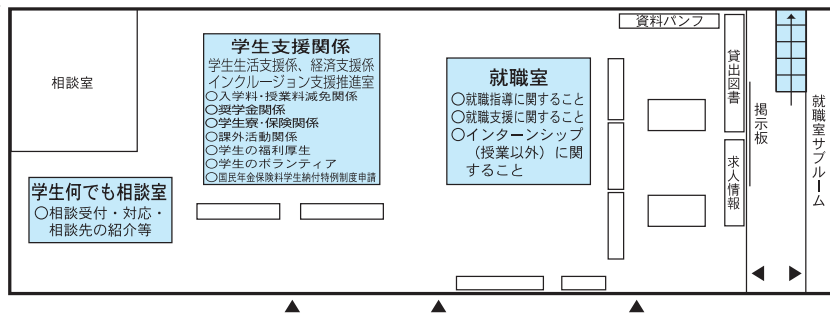 相談室
学生支援関係
学生生活支援係、経済支援係
インクルージョン支援推進室
○入学料・授業料減免関係
○奨学金関係
○学生寮・保険関係
○課外活動関係
○学生の福利厚生
○学生のボランティア
○国民年金保険料学生納付特例制度申請
学生何でも相談室
○相談受付・対応・
相談先の紹介等
就職室
○就職指導に関すること
○就職支援に関すること
○インターンシップ
（授業以外）に関
すること
資料パンフ
貸出図書
求人情報
掲示板
就職室サブルーム